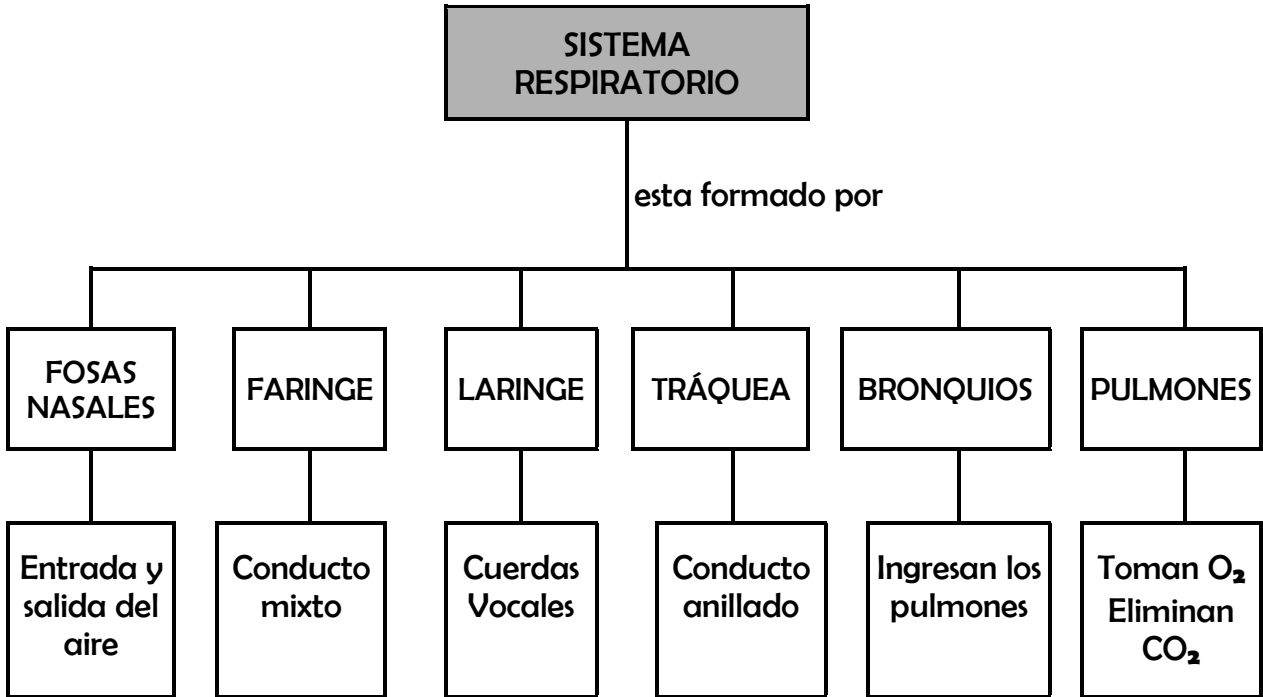 SISTEMA
RESPIRATORIO
esta formado por
FOSAS
NASALES
FARINGE
LARINGE
TRÁQUEA
BRONQUIOS
PULMONES
Entrada y
salida del
aire
Conducto
mixto
Cuerdas
Vocales
Conducto
anillado
Ingresan los
pulmones
Toman O₂
Eliminan
CO₂